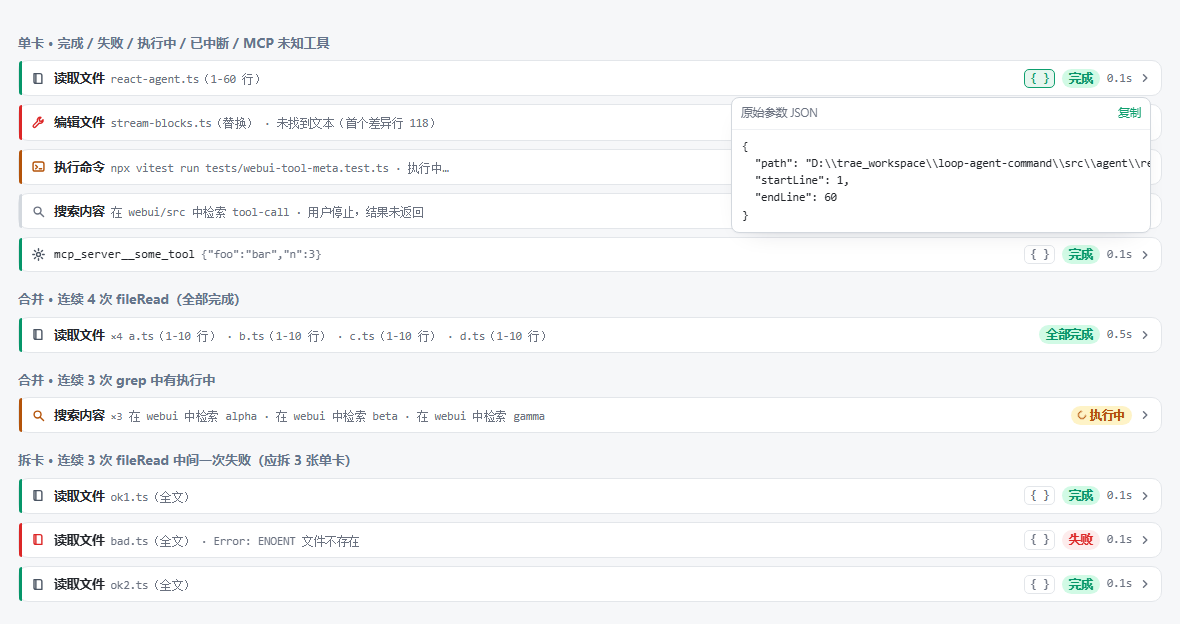 单卡 • 完成 / 失败 / 执行中 / 已中断 / MCP 未知工具
读取文件 react-agent.ts（1-60 行） { } 完成 0.1s
编辑文件 stream-blocks.ts（替换） · 未找到文本（首个差异行 118）
执行命令 npx vitest run tests/webui-tool-meta.test.ts · 执行中…
搜索内容 在 webui/src 中检索 tool-call · 用户停止，结果未返回
原始参数 JSON 复制
{
"path": "D:\\trae_workspace\\loop-agent-command\\src\\agent\\re
"startLine": 1,
"endLine": 60
}
mcp_server__some_tool {"foo":"bar","n":3} { } 完成 0.1s
合并 • 连续 4 次 fileRead（全部完成）
读取文件 ×4 a.ts（1-10 行） · b.ts（1-10 行） · c.ts（1-10 行） · d.ts（1-10 行） 全部完成 0.5s
合并 • 连续 3 次 grep 中有执行中
搜索内容 ×3 在 webui 中检索 alpha · 在 webui 中检索 beta · 在 webui 中检索 gamma 执行中
拆卡 • 连续 3 次 fileRead 中间一次失败（应拆 3 张单卡）
读取文件 ok1.ts（全文） { } 完成 0.1s
读取文件 bad.ts（全文） · Error: ENOENT 文件不存在 { } 失败 0.1s
读取文件 ok2.ts（全文） { } 完成 0.1s